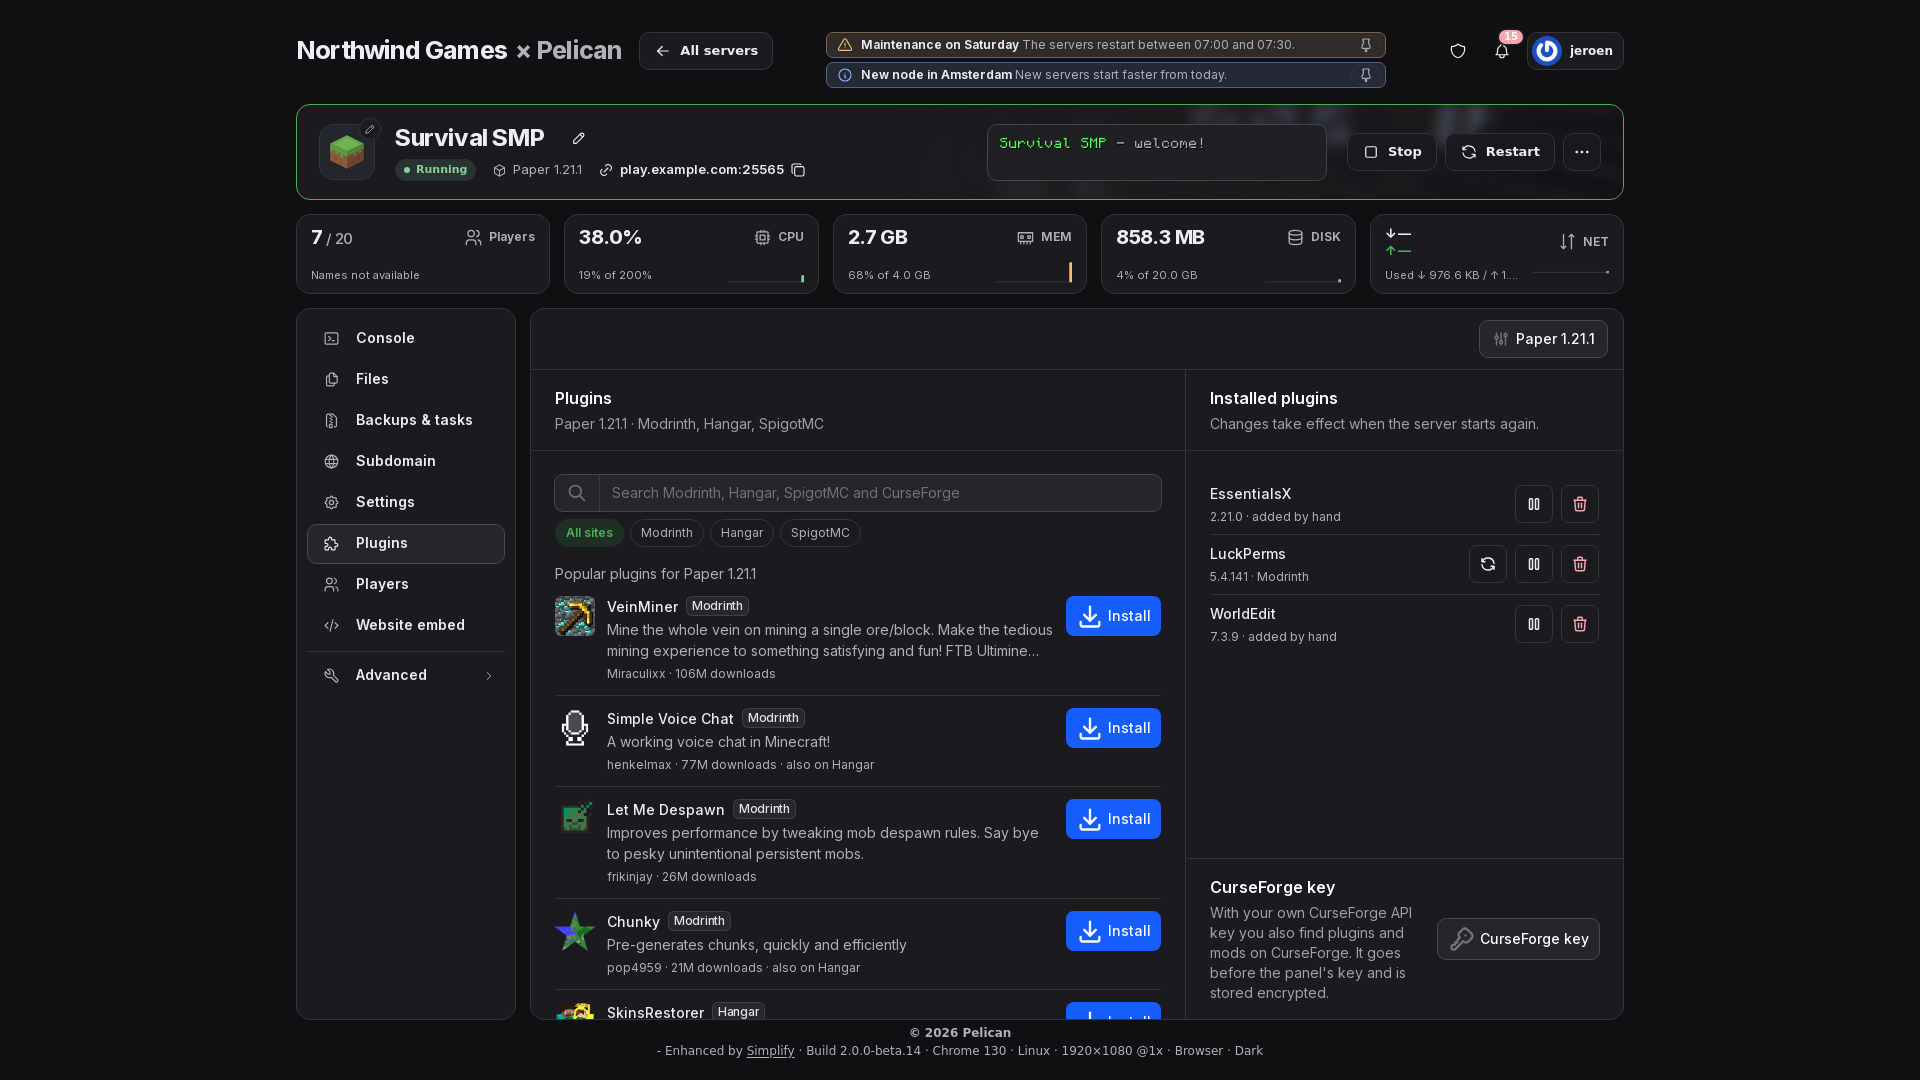 Northwind Games × Pelican
All servers
Maintenance on Saturday The servers restart between 07:00 and 07:30.
New node in Amsterdam New servers start faster from today.
15
jeroen
Survival SMP
Running
Paper 1.21.1
play.example.com:25565
Survival SMP - welcome!
Stop
Restart
7 / 20
Players
Names not available
38.0%
CPU
19% of 200%
2.7 GB
MEM
68% of 4.0 GB
858.3 MB
DISK
4% of 20.0 GB
↓—
↑—
NET
Used ↓ 976.6 KB / ↑ 1....
Console
Files
Backups & tasks
Subdomain
Settings
Plugins
Players
Website embed
Advanced
Paper 1.21.1
Plugins
Paper 1.21.1 · Modrinth, Hangar, SpigotMC
Search Modrinth, Hangar, SpigotMC and CurseForge
All sites
Modrinth
Hangar
SpigotMC
Popular plugins for Paper 1.21.1
VeinMiner Modrinth
Mine the whole vein on mining a single ore/block. Make the tedious
mining experience to something satisfying and fun! FTB Ultimine...
Miraculixx · 106M downloads
Install
Simple Voice Chat Modrinth
A working voice chat in Minecraft!
henkelmax · 77M downloads · also on Hangar
Install
Let Me Despawn Modrinth
Improves performance by tweaking mob despawn rules. Say bye
to pesky unintentional persistent mobs.
frikinjay · 26M downloads
Install
Chunky Modrinth
Pre-generates chunks, quickly and efficiently
pop4959 · 21M downloads · also on Hangar
Install
SkinsRestorer Hangar
Install
Installed plugins
Changes take effect when the server starts again.
EssentialsX
2.21.0 · added by hand
LuckPerms
5.4.141 · Modrinth
WorldEdit
7.3.9 · added by hand
CurseForge key
With your own CurseForge API
key you also find plugins and
mods on CurseForge. It goes
before the panel's key and is
stored encrypted.
CurseForge key
© 2026 Pelican
- Enhanced by Simplify · Build 2.0.0-beta.14 · Chrome 130 · Linux · 1920×1080 @1x · Browser · Dark